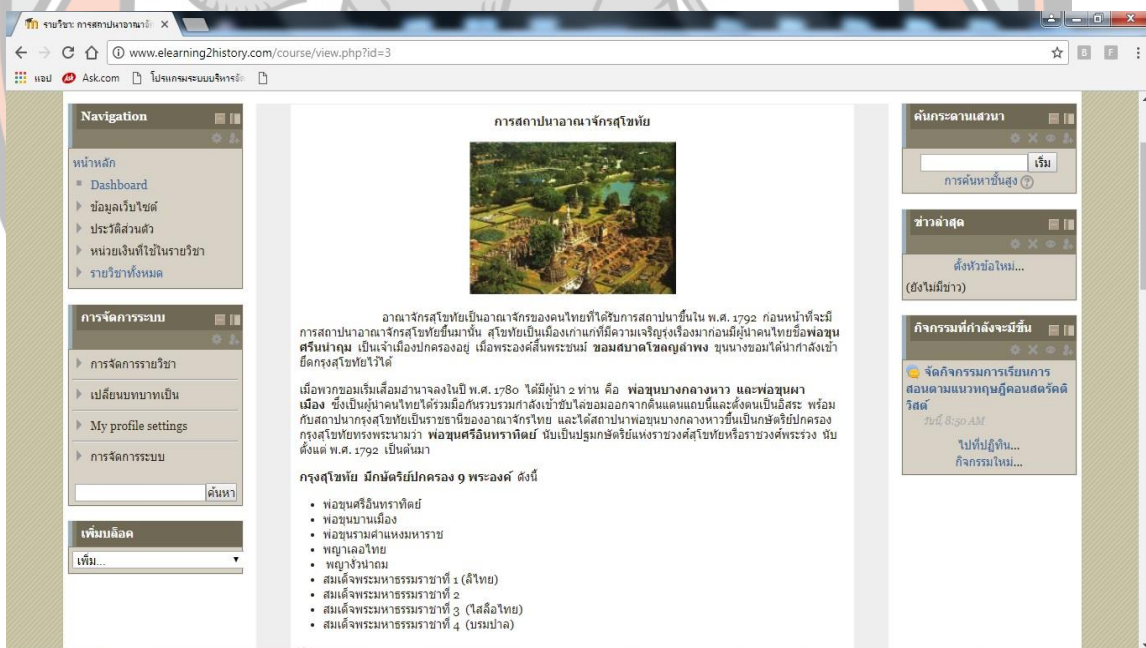 รายวิชา: การสถาปนาอาณาจัก
www.elearning2history.com/course/view.php?id=3
แอป Ask.com โปรแกรมระบบบริหารจัด
Navigation
หน้าหลัก
Dashboard
ข้อมูลเว็บไซต์
ประวัติส่วนตัว
หน่วยเงินที่ใช้ในรายวิชา
รายวิชาทั้งหมด
การจัดการระบบ
การจัดการรายวิชา
เปลี่ยนบทบาทเป็น
My profile settings
การจัดการระบบ
ค้นหา
เพิ่มบล็อค
เพิ่ม...
การสถาปนาอาณาจักรสุโขทัย
อาณาจักรสุโขทัยเป็นอาณาจักรของคนไทยที่ได้รับการสถาปนาขึ้นใน พ.ศ. 1792 ก่อนหน้าที่จะมี
การสถาปนาอาณาจักรสุโขทัยขึ้นมานั้น สุโขทัยเป็นเมืองเก่าแก่ที่มีความเจริญรุ่งเรืองมาก่อนมีผู้นำคนไทยชื่อพ่อขุน
ศรีนาวนำถุม เป็นเจ้าเมืองปกครองอยู่ เมื่อพระองค์สิ้นพระชนม์ ขอมสบาดโขลญลำพง ขุนนางขอมได้นำกำลังเข้า
ยึดกรุงสุโขทัยไว้ได้
เมื่อพวกขอมเริ่มเสื่อมอำนาจลงในปี พ.ศ. 1780 ได้มีผู้นำ 2 ท่าน คือ พ่อขุนบางกลางหาว และพ่อขุนผา
เมือง ซึ่งเป็นผู้นำคนไทยได้ร่วมมือกันรวบรวมกำลังเข้าขับไล่ขอมออกจากดินแดนแถบนี้และตั้งตนเป็นอิสระ พร้อม
กับสถาปนากรุงสุโขทัยเป็นราชธานีของอาณาจักรไทย และได้สถาปนาพ่อขุนบางกลางหาวขึ้นเป็นกษัตริย์ปกครอง
กรุงสุโขทัยทรงพระนามว่า พ่อขุนศรีอินทราทิตย์ นับเป็นปฐมกษัตริย์แห่งราชวงศ์สุโขทัยหรือราชวงศ์พระร่วง นับ
ตั้งแต่ พ.ศ. 1792 เป็นต้นมา
กรุงสุโขทัย มีกษัตริย์ปกครอง 9 พระองค์ ดังนี้
พ่อขุนศรีอินทราทิตย์
พ่อขุนบานเมือง
พ่อขุนรามคำแหงมหาราช
พญาเลอไทย
พญางั่วนำถม
สมเด็จพระมหาธรรมราชาที่ 1 (ลิไทย)
สมเด็จพระมหาธรรมราชาที่ 2
สมเด็จพระมหาธรรมราชาที่ 3 (ไสลือไทย)
สมเด็จพระมหาธรรมราชาที่ 4 (บรมปาล)
ค้นกระดานเสวนา
เริ่ม
การค้นหาชั้นสูง
ข่าวล่าสุด
ตั้งหัวข้อใหม่...
(ยังไม่มีข่าว)
กิจกรรมที่กำลังจะมีขึ้น
จัดกิจกรรมการเรียนการ
สอนตามแนวทฤษฎีคอนสตรัคติ
วิสต์
วันนี้ 8:50 AM
ไปที่ปฏิทิน...
กิจกรรมใหม่...